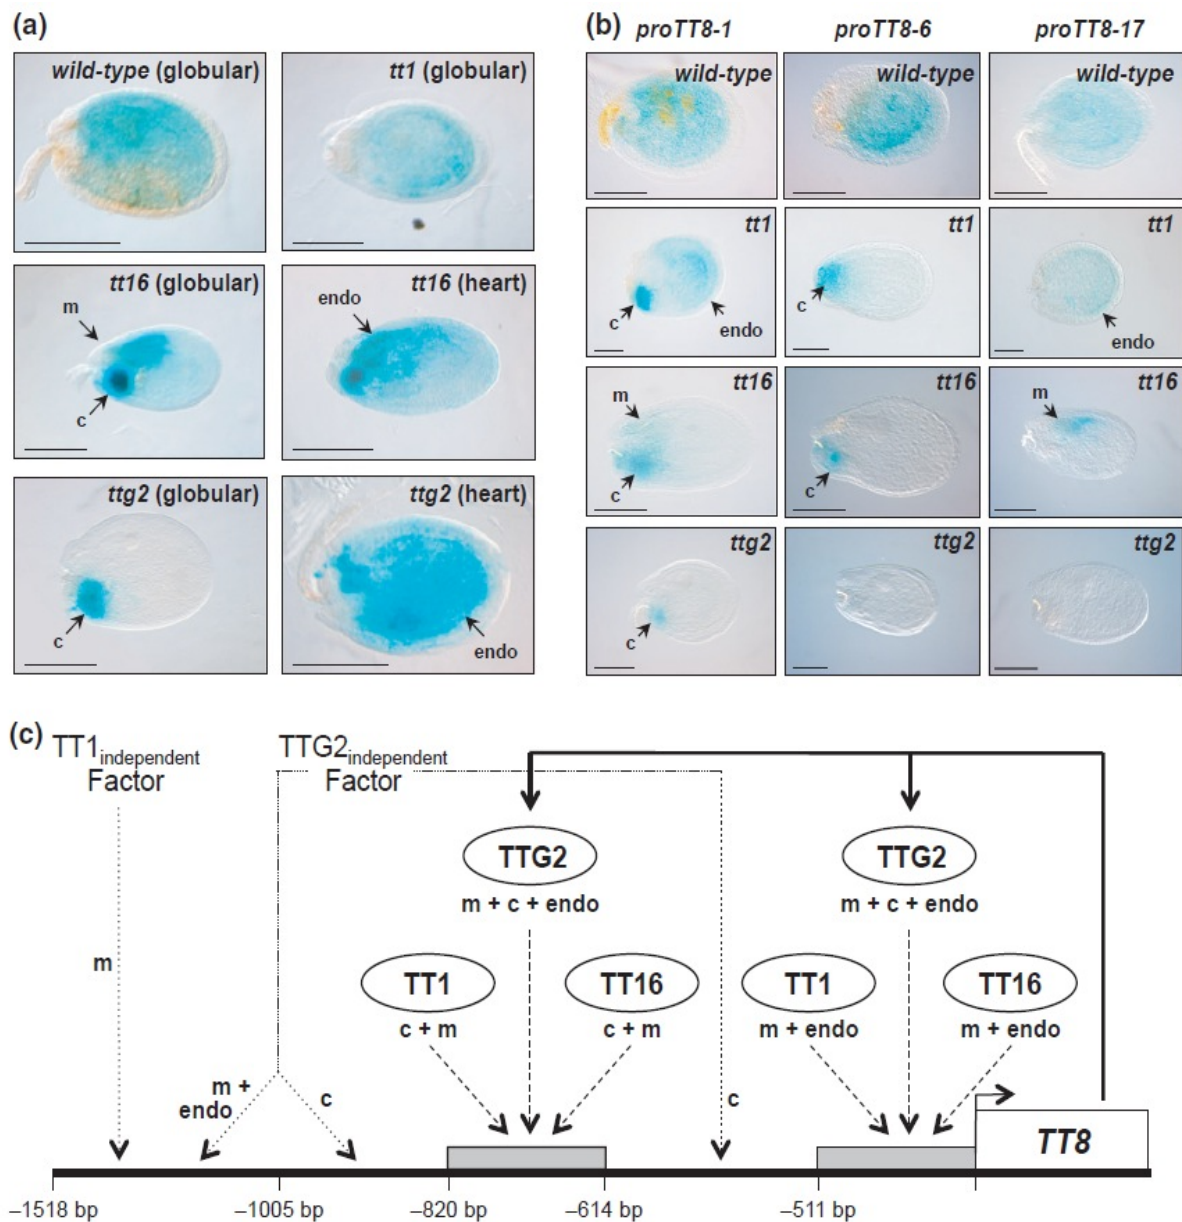 (a)
wild-type (globular)
tt1 (globular)
tt16 (globular)
m
c
tt16 (heart)
endo
ttg2 (globular)
c
ttg2 (heart)
endo
(b)
proTT8-1
proTT8-6
proTT8-17
wild-type
wild-type
wild-type
tt1
c
endo
tt1
c
tt1
endo
tt16
m
c
tt16
c
tt16
m
ttg2
c
ttg2
ttg2
(c)
TT1independent
Factor
TTG2independent
Factor
TTG2
m + c + endo
TTG2
m + c + endo
m
TT1
c + m
TT16
c + m
TT1
m + endo
TT16
m + endo
m +
endo
c
c
TT8
–1518 bp
–1005 bp
–820 bp
–614 bp
–511 bp